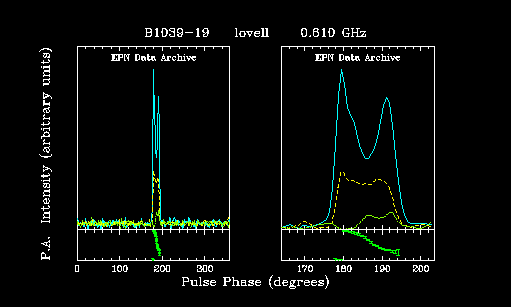 B1039-19 lovell 0.610 GHz
EPN Data Archive EPN Data Archive
P.A. Intensity (arbitrary units)
0 100 200 300 170 180 190 200
Pulse Phase (degrees)